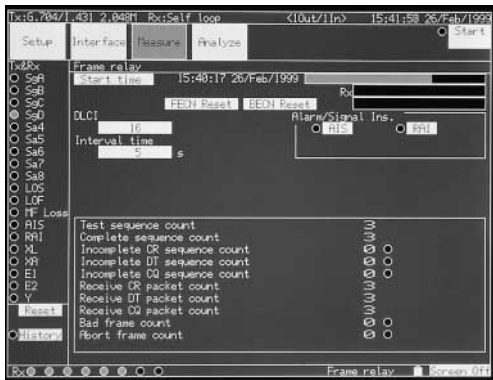 Tx:G.704/1.431 2.048M Rx:Self loop <1Out/1In> 15:41:58 26/Feb/1999
Setup Interface Measure Analyze Start
Tx&Rx
SgA
SgB
SgC
SgD
Sa4
Sa5
Sa6
Sa7
Sa8
LOS
LOF
MF Loss
AIS
RAI
XL
XR
E1
E2
Y
Reset
History
Frame relay
Start time 15:40:17 26/Feb/1999
Rx
FECN Reset BECN Reset
DLCI
16
Interval time
5 s
Alarm/Signal Ins.
AIS RAI
Test sequence count 3
Complete sequence count 3
Incomplete CR sequence count 0
Incomplete DT sequence count 0
Incomplete CQ sequence count 0
Receive CR packet count 3
Receive DT packet count 3
Receive CQ packet count 3
Bad frame count 0
Abort frame count 0
Rx Frame relay Screen Off